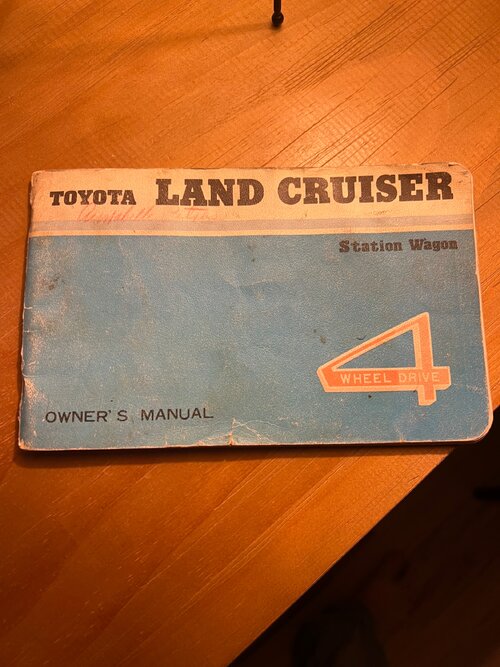 TOYOTA LAND CRUISER
Station Wagon
4
WHEEL DRIVE
OWNER'S MANUAL